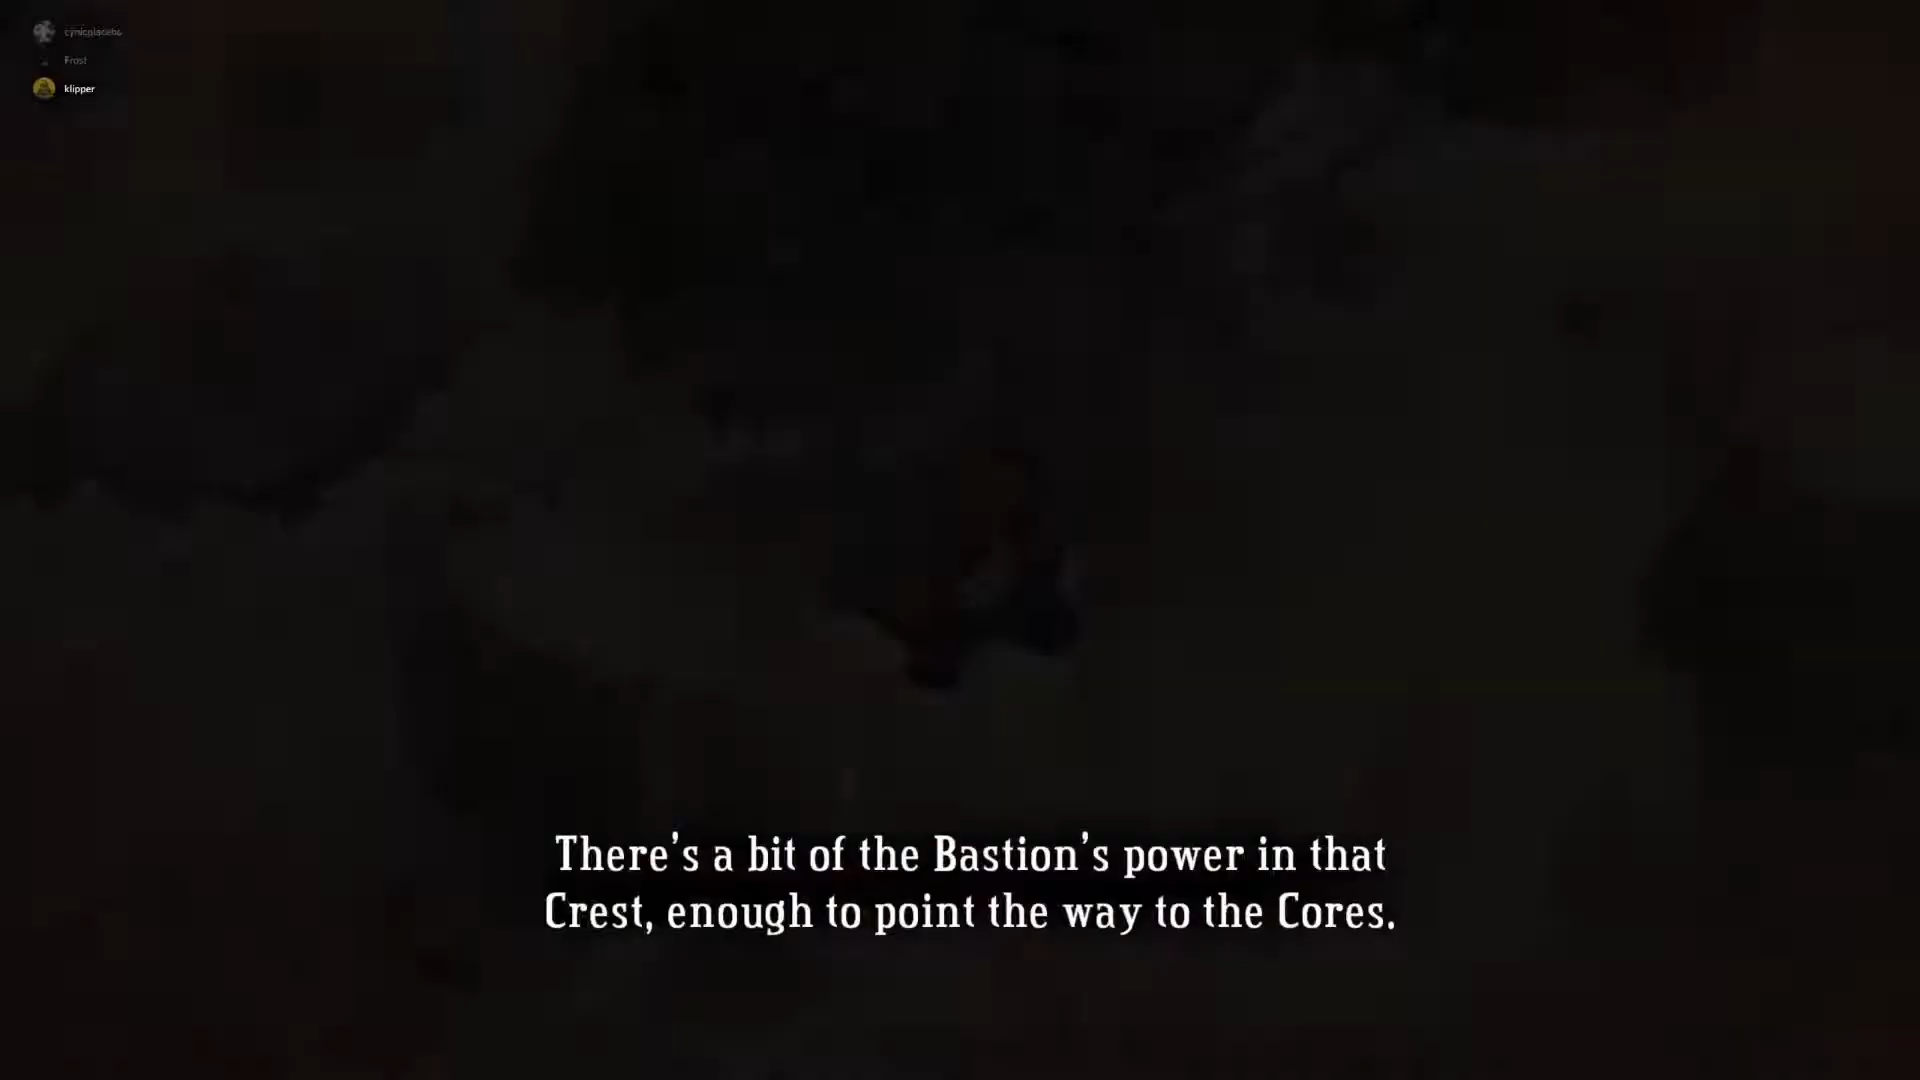 Frost
klipper
There's a bit of the Bastion's power in that
Crest, enough to point the way to the Cores.